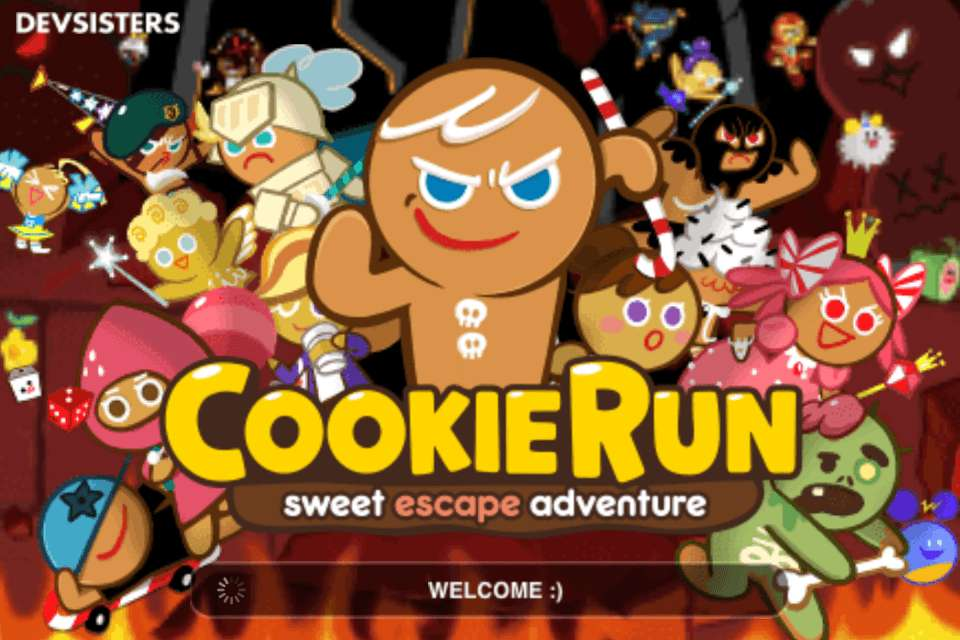 DEVSISTERS
COOKIERUN
sweet escape adventure
WELCOME :)